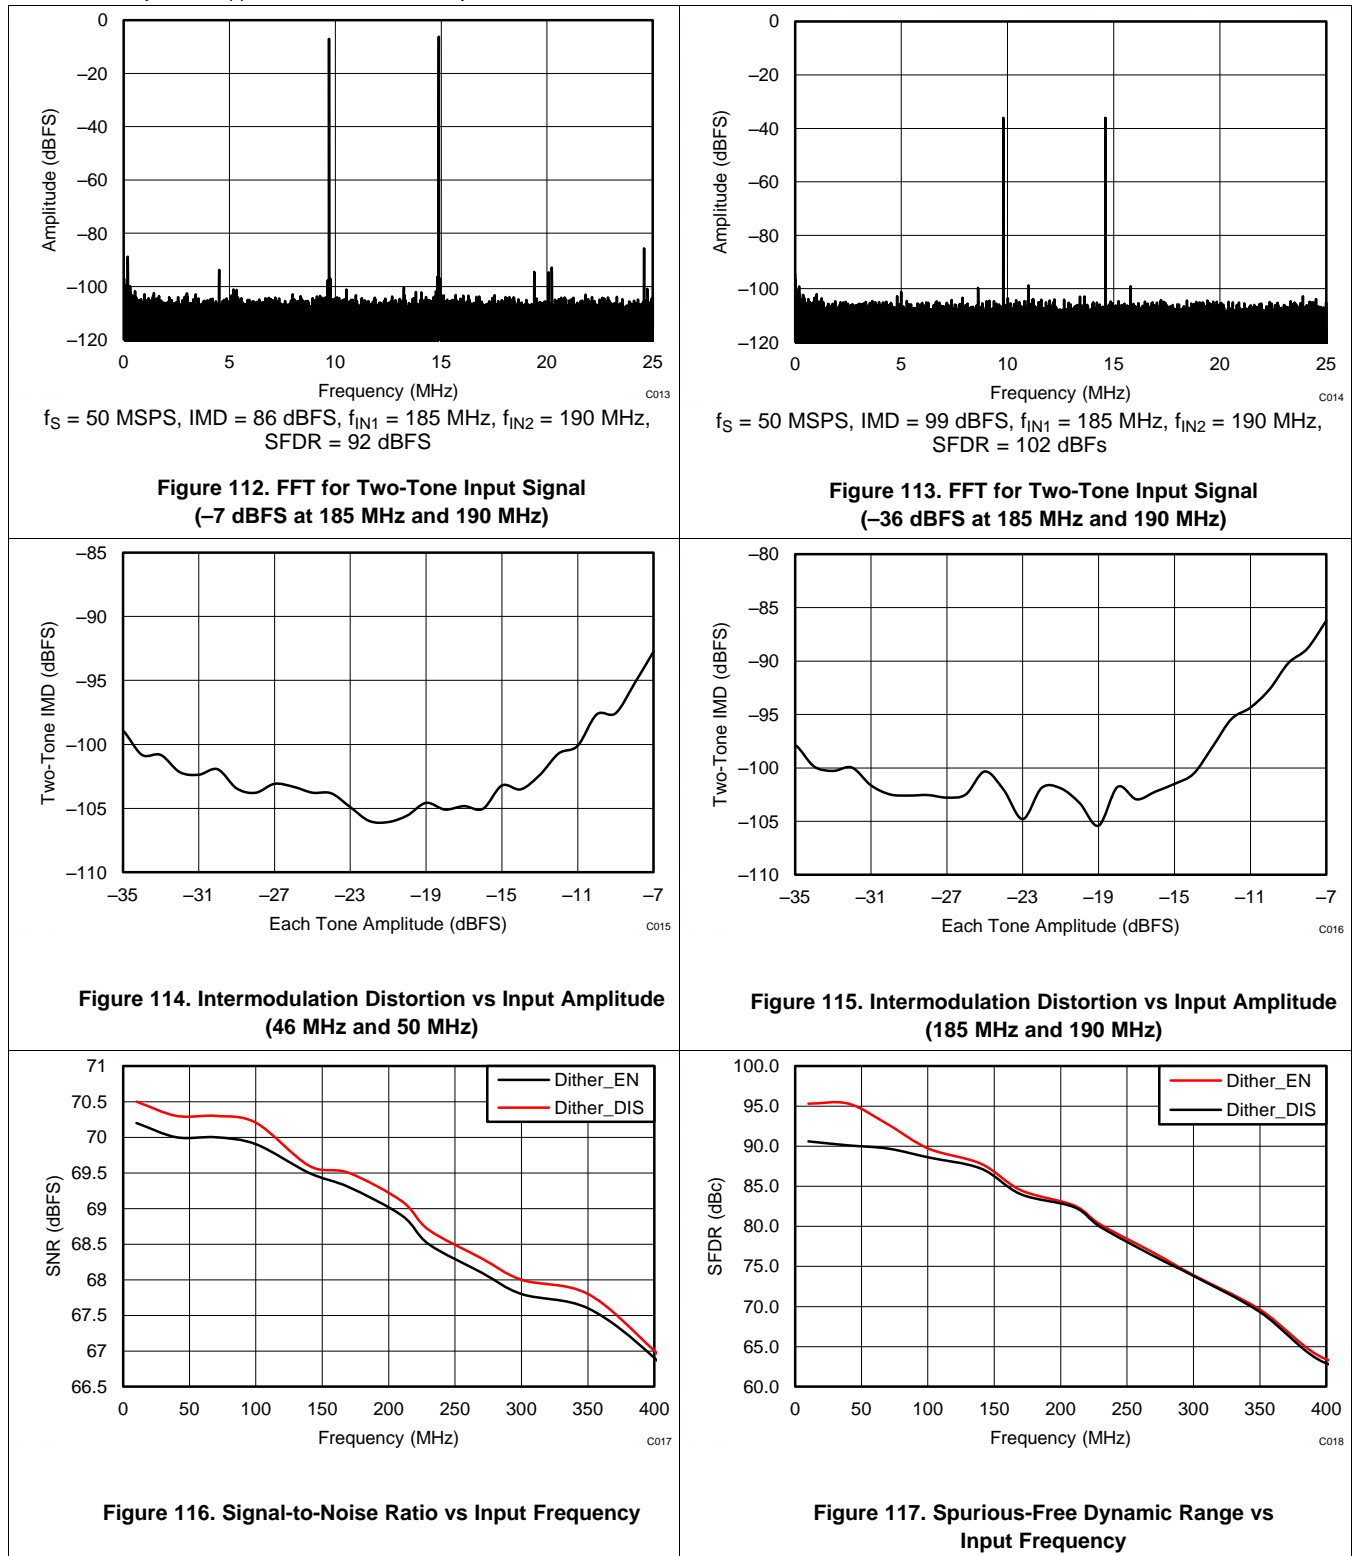 0
–20
–40
–60
–80
–100
–120
0 5 10 15 20 25
Amplitude (dBFS)
Frequency (MHz)
C013
fS = 50 MSPS, IMD = 86 dBFS, fIN1 = 185 MHz, fIN2 = 190 MHz,
SFDR = 92 dBFS
Figure 112. FFT for Two-Tone Input Signal
(–7 dBFS at 185 MHz and 190 MHz)
0
–20
–40
–60
–80
–100
–120
0 5 10 15 20 25
Amplitude (dBFS)
Frequency (MHz)
C014
fS = 50 MSPS, IMD = 99 dBFS, fIN1 = 185 MHz, fIN2 = 190 MHz,
SFDR = 102 dBFs
Figure 113. FFT for Two-Tone Input Signal
(–36 dBFS at 185 MHz and 190 MHz)
–85
–90
–95
–100
–105
–110
–35 –31 –27 –23 –19 –15 –11 –7
Two-Tone IMD (dBFS)
Each Tone Amplitude (dBFS)
C015
Figure 114. Intermodulation Distortion vs Input Amplitude
(46 MHz and 50 MHz)
–80
–85
–90
–95
–100
–105
–110
–35 –31 –27 –23 –19 –15 –11 –7
Two-Tone IMD (dBFS)
Each Tone Amplitude (dBFS)
C016
Figure 115. Intermodulation Distortion vs Input Amplitude
(185 MHz and 190 MHz)
71
70.5
70
69.5
69
68.5
68
67.5
67
66.5
0 50 100 150 200 250 300 350 400
SNR (dBFS)
Dither_EN
Dither_DIS
Frequency (MHz)
C017
Figure 116. Signal-to-Noise Ratio vs Input Frequency
100.0
95.0
90.0
85.0
80.0
75.0
70.0
65.0
60.0
0 50 100 150 200 250 300 350 400
SFDR (dBc)
Dither_EN
Dither_DIS
Frequency (MHz)
C018
Figure 117. Spurious-Free Dynamic Range vs
Input Frequency